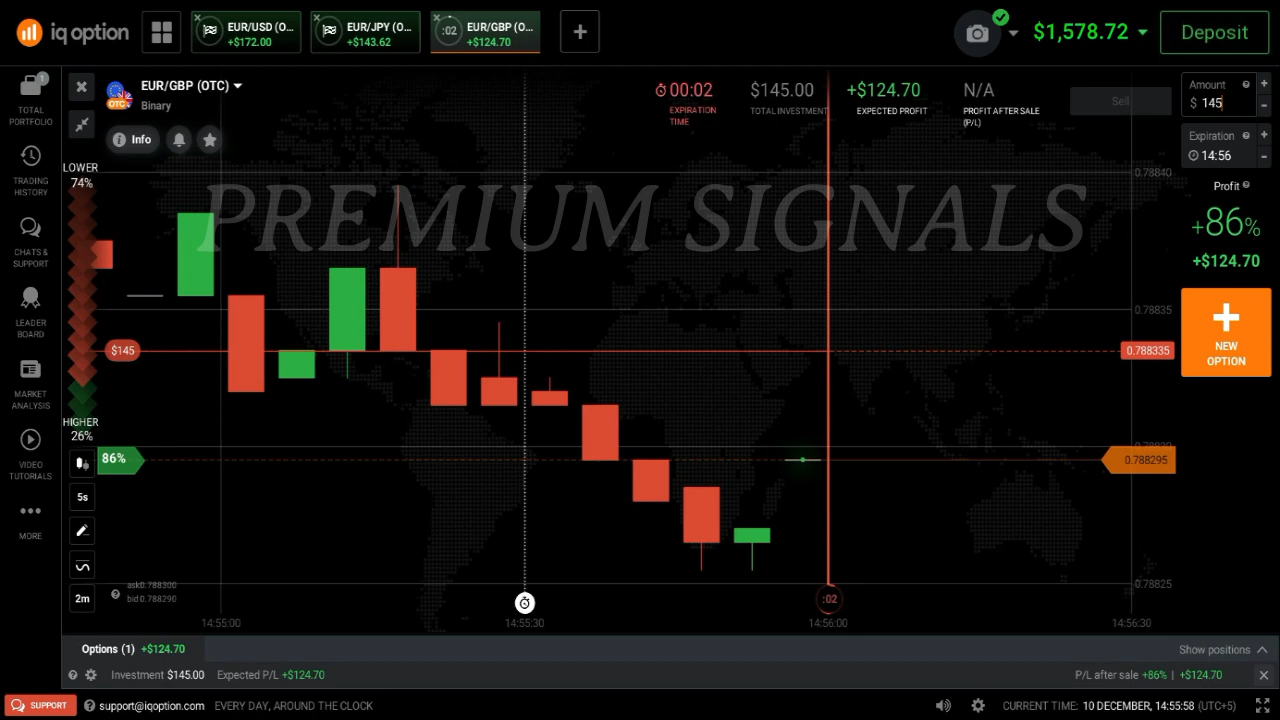 iq option
EUR/USD (O...
+$172.00
EUR/JPY (O...
+$143.62
:02
EUR/GBP (O...
+$124.70
+
$1,578.72
Deposit
1
TOTAL
PORTFOLIO
TRADING
HISTORY
CHATS &
SUPPORT
LEADER
BOARD
MARKET
ANALYSIS
VIDEO
TUTORIALS
MORE
OTC
EUR/GBP (OTC)
Binary
Info
00:02
EXPIRATION
TIME
$145.00
TOTAL INVESTMENT
+$124.70
EXPECTED PROFIT
N/A
PROFIT AFTER SALE
(P/L)
Sell
Amount
$ 145
Expiration
14:56
Profit
+86%
+$124.70
NEW
OPTION
LOWER
74%
HIGHER
26%
PREMIUM SIGNALS
0.78840
0.78835
$145
0.788335
0.78830
86%
0.788295
0.78825
5s
2m
ask0.788300
bid 0.788290
:02
14:55:00
14:55:30
14:56:00
14:56:30
Options (1) +$124.70
Show positions
Investment $145.00 Expected P/L +$124.70
P/L after sale +86% | +$124.70
SUPPORT
support@iqoption.com EVERY DAY, AROUND THE CLOCK
CURRENT TIME: 10 DECEMBER, 14:55:58 (UTC+5)